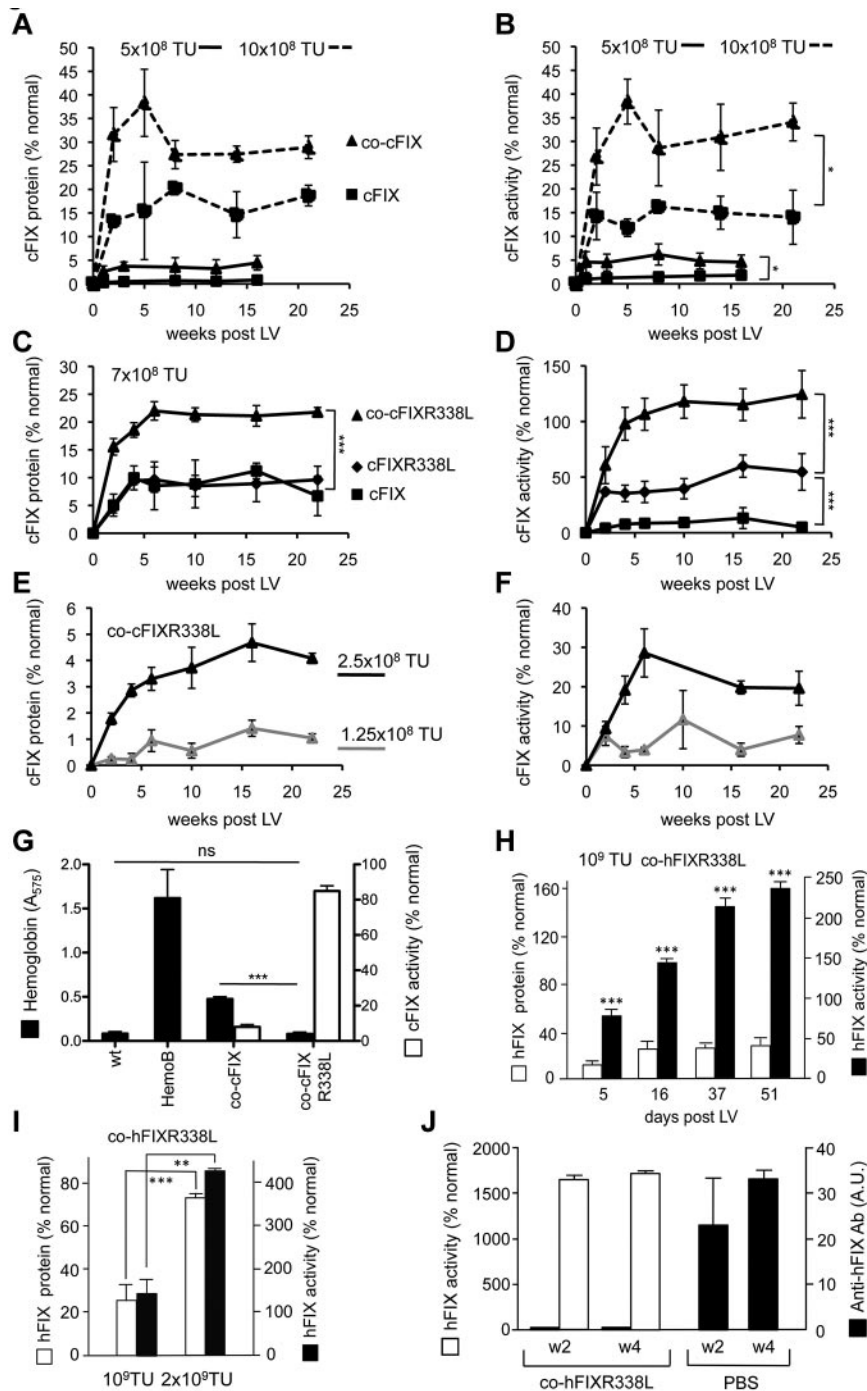 A
5x10⁸ TU 10x10⁸ TU
cFIX protein (% normal)
50
45
40
35
30
25
20
15
10
5
0
0 5 10 15 20 25
weeks post LV
co-cFIX
cFIX
B
5x10⁸ TU 10x10⁸ TU
cFIX activity (% normal)
50
45
40
35
30
25
20
15
10
5
0
0 5 10 15 20 25
weeks post LV
*
*
C
7x10⁸ TU
cFIX protein (% normal)
30
25
20
15
10
5
0
0 5 10 15 20 25
weeks post LV
***
co-cFIXR338L
cFIXR338L
cFIX
D
cFIX activity (% normal)
150
100
50
0
0 5 10 15 20 25
weeks post LV
***
***
E
co-cFIXR338L
cFIX protein (% normal)
6
5
4
3
2
1
0
0 5 10 15 20 25
weeks post LV
2.5x10⁸ TU
1.25x10⁸ TU
F
cFIX activity (% normal)
40
30
20
10
0
0 5 10 15 20 25
weeks post LV
G
Hemoglobin (A₅₇₅)
2.0
1.5
1.0
0.5
0.0
ns
***
100
80
60
40
20
0
cFIX activity (% normal)
wt
HemoB
co-cFIX
co-cFIX
R338L
H
10⁹ TU co-hFIXR338L
hFIX protein (% normal)
160
120
80
40
0
*** *** *** ***
250
200
150
100
50
0
hFIX activity (% normal)
5 16 37 51
days post LV
I
co-hFIXR338L
hFIX protein (% normal)
80
60
40
20
0
**
***
400
300
200
100
0
hFIX activity (% normal)
10⁹TU 2x10⁹TU
J
hFIX activity (% normal)
2000
1500
1000
500
0
40
30
20
10
0
Anti-hFIX Ab (A.U.)
w2 w4 w2 w4
co-hFIXR338L PBS